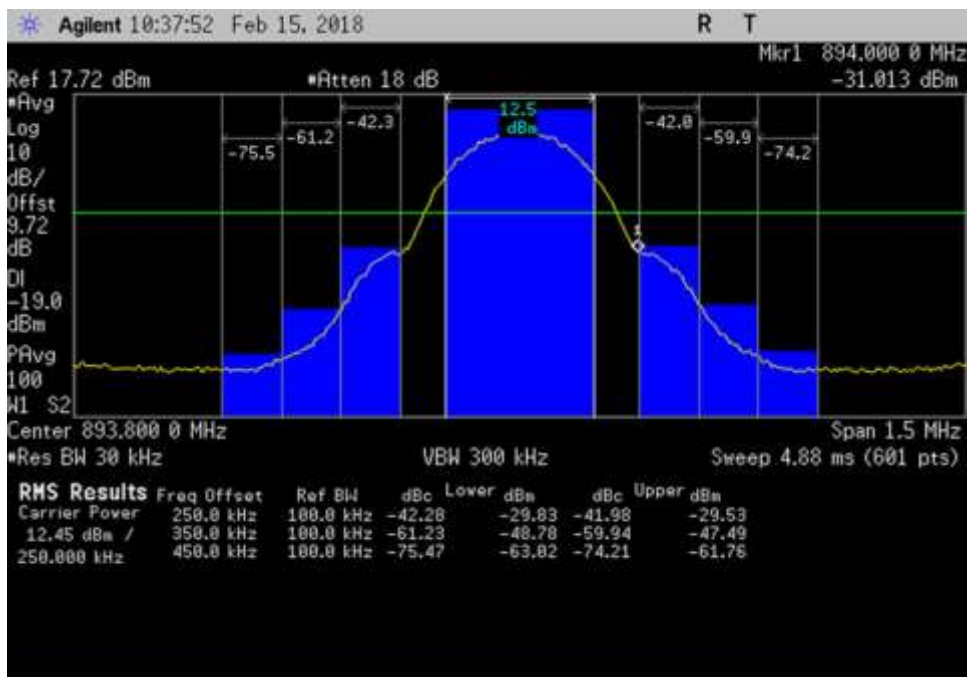 Agilent 10:37:52 Feb 15, 2018 R T
Mkr1 894.000 0 MHz
Ref 17.72 dBm #Atten 18 dB -31.013 dBm
#Avg
Log
10
dB/
Offst
9.72
dB
DI
-19.0
dBm
PAvg
100
W1 S2
12.5
dBm
-75.5 -61.2 -42.3 -42.0 -59.9 -74.2
1
Center 893.800 0 MHz Span 1.5 MHz
#Res BW 30 kHz VBW 300 kHz Sweep 4.88 ms (601 pts)
RMS Results Freq Offset Ref BW dBc Lower dBm dBc Upper dBm
Carrier Power 250.0 kHz 100.0 kHz -42.28 -29.83 -41.98 -29.53
12.45 dBm / 350.0 kHz 100.0 kHz -61.23 -48.78 -59.94 -47.49
250.000 kHz 450.0 kHz 100.0 kHz -75.47 -63.02 -74.21 -61.76